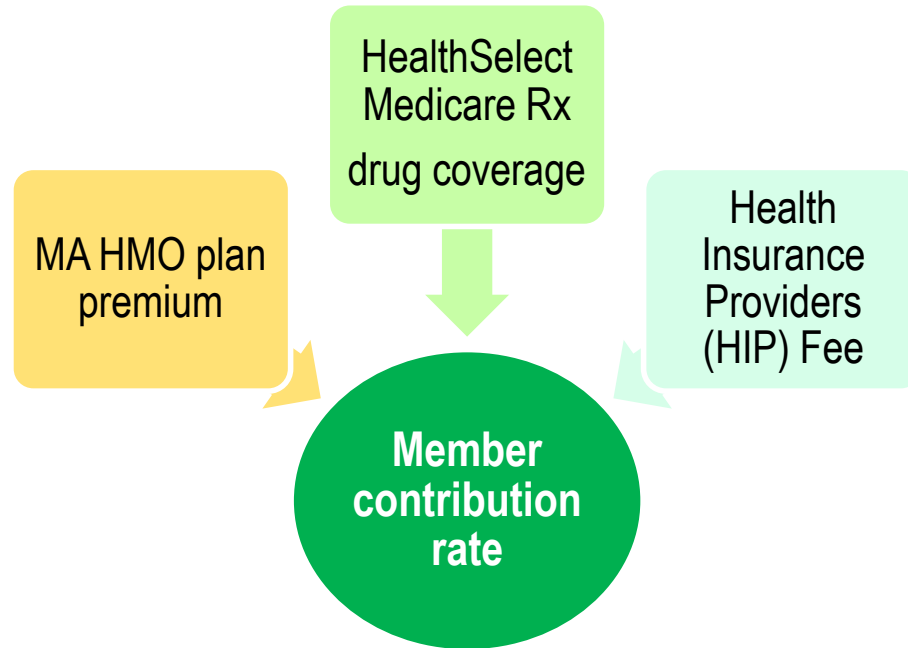 HealthSelect
Medicare Rx
drug coverage
MA HMO plan
premium
Health
Insurance
Providers
(HIP) Fee
Member
contribution
rate